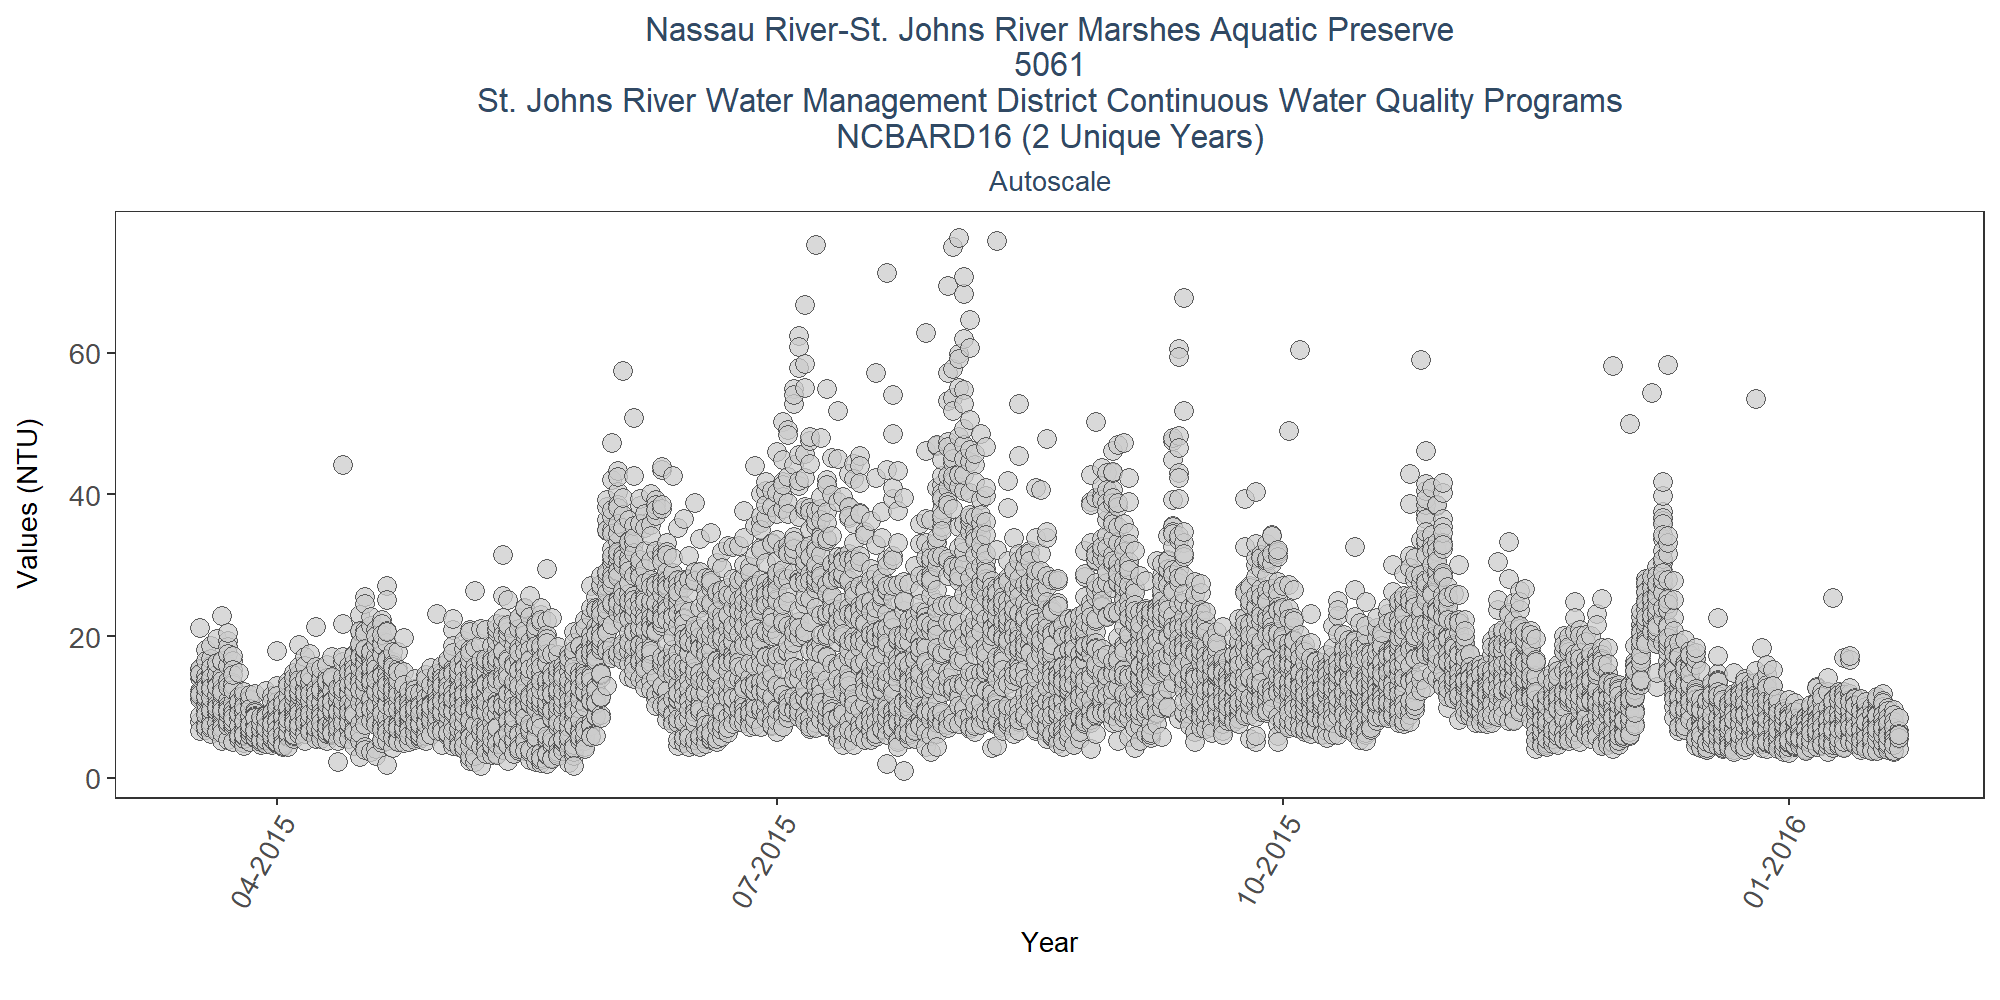 Nassau River-St. Johns River Marshes Aquatic Preserve
5061
St. Johns River Water Management District Continuous Water Quality Programs
NCBARD16 (2 Unique Years)
Autoscale
Values (NTU)
60
40
20
0
04-2015
07-2015
10-2015
01-2016
Year